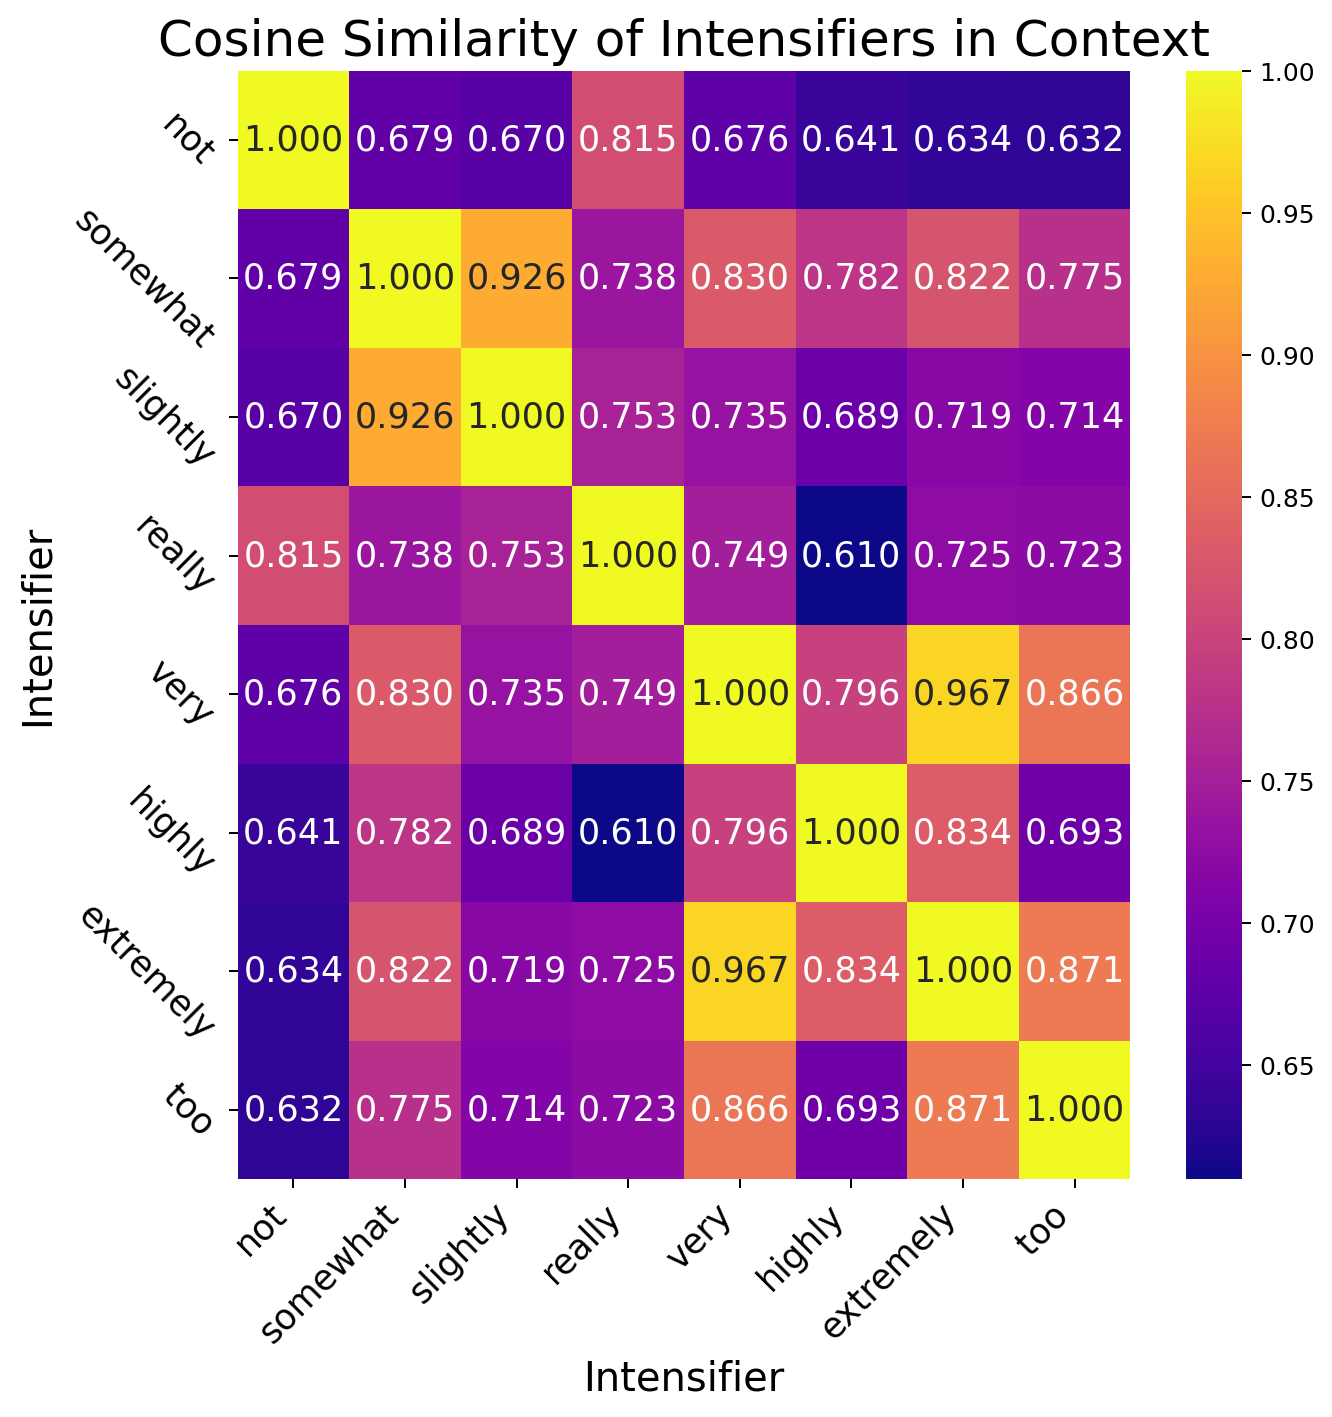 Cosine Similarity of Intensifiers in Context
not 1.000 0.679 0.670 0.815 0.676 0.641 0.634 0.632
somewhat 0.679 1.000 0.926 0.738 0.830 0.782 0.822 0.775
slightly 0.670 0.926 1.000 0.753 0.735 0.689 0.719 0.714
really 0.815 0.738 0.753 1.000 0.749 0.610 0.725 0.723
very 0.676 0.830 0.735 0.749 1.000 0.796 0.967 0.866
highly 0.641 0.782 0.689 0.610 0.796 1.000 0.834 0.693
extremely 0.634 0.822 0.719 0.725 0.967 0.834 1.000 0.871
too 0.632 0.775 0.714 0.723 0.866 0.693 0.871 1.000
not somewhat slightly really very highly extremely too
Intensifier
Intensifier
1.00
0.95
0.90
0.85
0.80
0.75
0.70
0.65